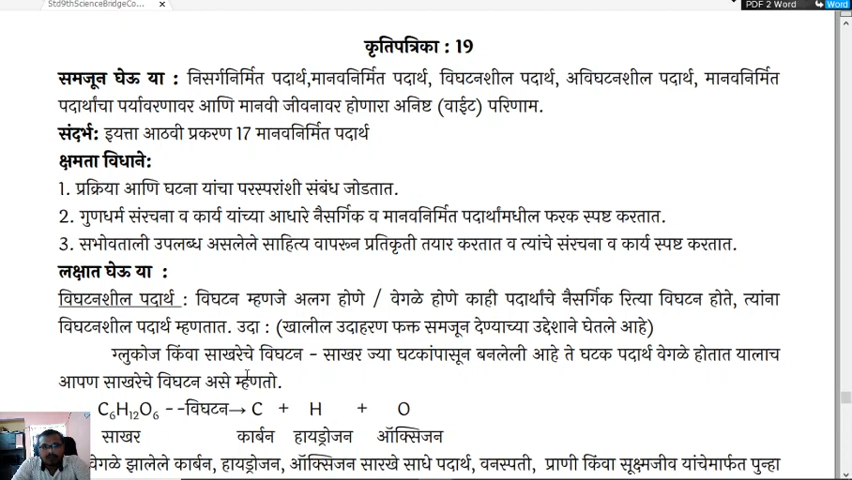 Std9thScienceBridgeCo...
PDF 2 Word
Word
कृतिपत्रिका : 19
समजून घेऊ या : निसर्गनिर्मित पदार्थ,मानवनिर्मित पदार्थ, विघटनशील पदार्थ, अविघटनशील पदार्थ, मानवनिर्मित
पदार्थांचा पर्यावरणावर आणि मानवी जीवनावर होणारा अनिष्ट (वाईट) परिणाम.
संदर्भ: इयत्ता आठवी प्रकरण 17 मानवनिर्मित पदार्थ
क्षमता विधाने:
1. प्रक्रिया आणि घटना यांचा परस्परांशी संबंध जोडतात.
2. गुणधर्म संरचना व कार्य यांच्या आधारे नैसर्गिक व मानवनिर्मित पदार्थांमधील फरक स्पष्ट करतात.
3. सभोवताली उपलब्ध असलेले साहित्य वापरून प्रतिकृती तयार करतात व त्यांचे संरचना व कार्य स्पष्ट करतात.
लक्षात घेऊ या :
विघटनशील पदार्थ : विघटन म्हणजे अलग होणे / वेगळे होणे काही पदार्थांचे नैसर्गिक रित्या विघटन होते, त्यांना
विघटनशील पदार्थ म्हणतात. उदा : (खालील उदाहरण फक्त समजून देण्याच्या उद्देशाने घेतले आहे)
ग्लुकोज किंवा साखरेचे विघटन - साखर ज्या घटकांपासून बनलेली आहे ते घटक पदार्थ वेगळे होतात यालाच
आपण साखरेचे विघटन असे म्हणतो.
C₆H₁₂O₆ --विघटन→ C + H + O
साखर कार्बन हायड्रोजन ऑक्सिजन
वेगळे झालेले कार्बन, हायड्रोजन, ऑक्सिजन सारखे साधे पदार्थ, वनस्पती, प्राणी किंवा सूक्ष्मजीव यांचेमार्फत पुन्हा